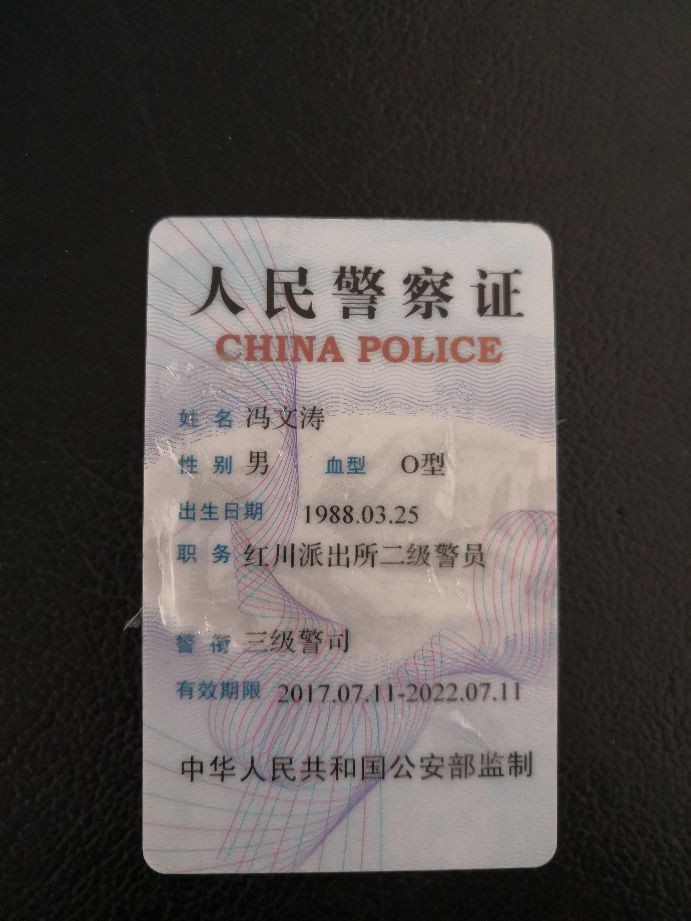 人民警察证
CHINA POLICE
姓 名 冯文涛
性 别 男 血型 O型
出生日期 1988.03.25
职 务 红川派出所二级警员
警 衔 三级警司
有效期限 2017.07.11-2022.07.11
中华人民共和国公安部监制